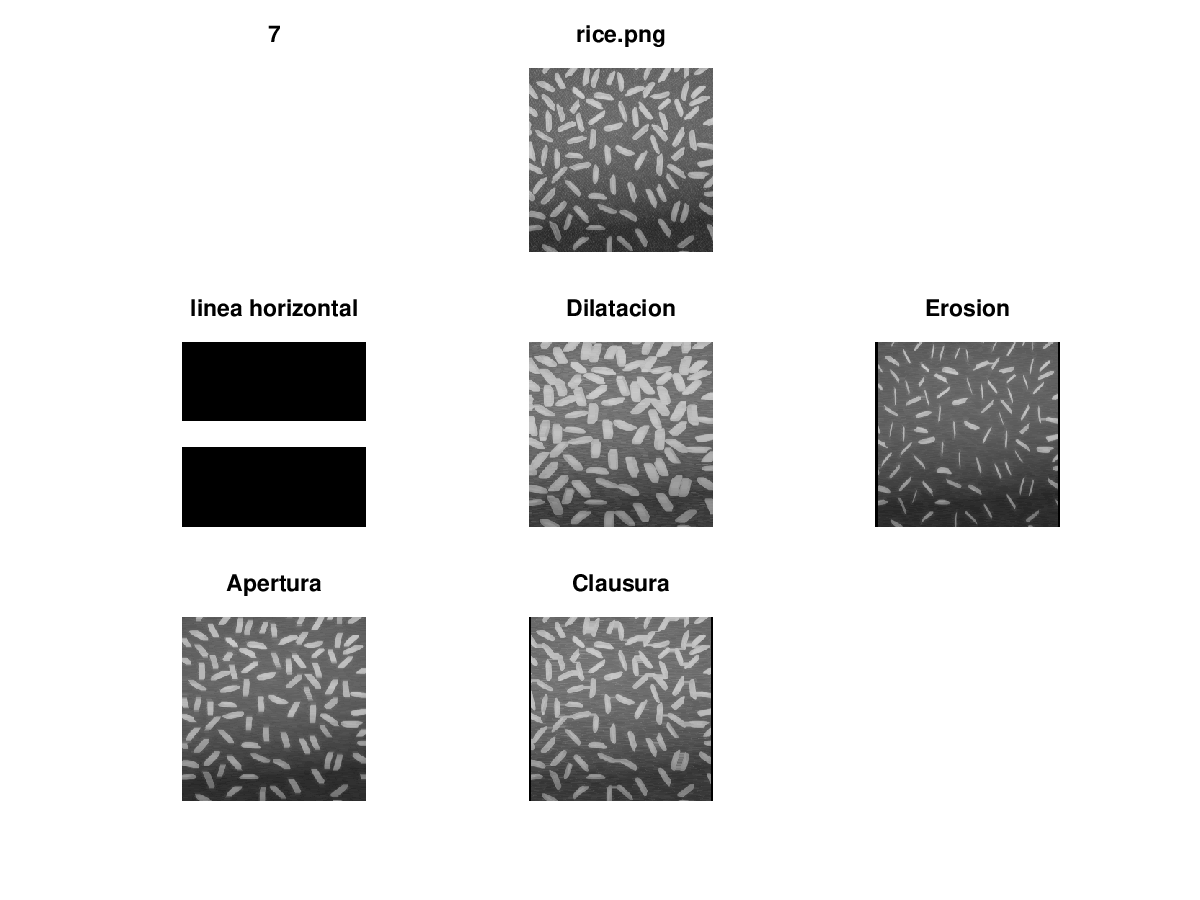 7
rice.png
linea horizontal
Dilatacion
Erosion
Apertura
Clausura